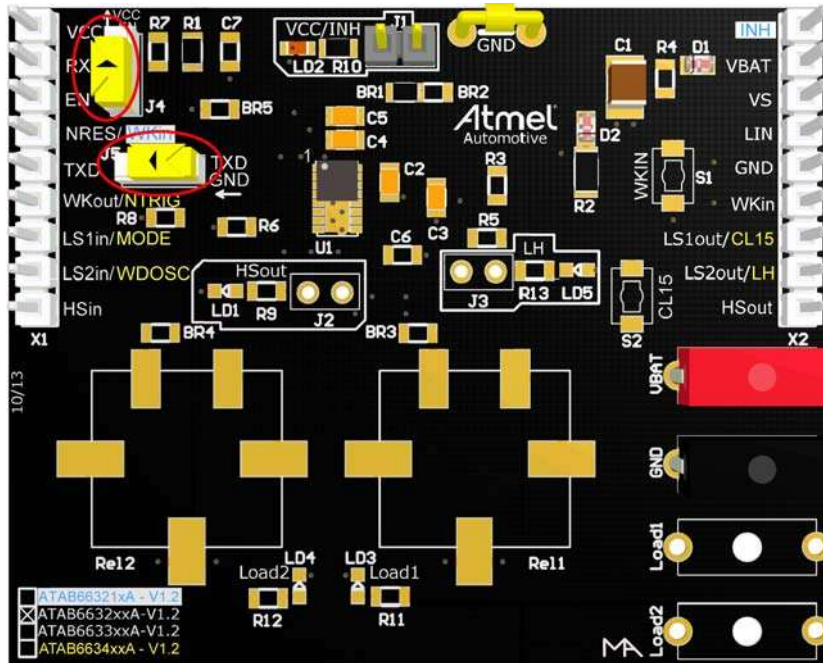 VCC
VCC
R7
R1
C7
VCC/INH
J1
LD2
R10
GND
C1
R4
D1
INH
RX
EN
J4
BR5
BR1
BR2
VBAT
VS
NRES/WKin
C5
C4
Atmel
Automotive
D2
LIN
J5
TXD
TXD
GND
←
1
C2
R3
R2
WKIN
S1
GND
WKout/NTRIG
R8
R6
U1
C3
R5
WKin
LS1in/MODE
C6
LH
LS1out/CL15
LS2in/WDOSC
HSout
J3
R13
LD5
CL15
LS2out/LH
HSin
LD1
R9
J2
S2
HSout
X1
BR4
BR3
X2
10/13
VBAT
GND
Rel2
Rel1
Load1
LD4
LD3
Load2
Load1
R12
R11
Load2
ATAB66321xA - V1.2
ATAB6632xxA-V1.2
ATAB6633xxA-V1.2
ATAB6634xxA - V1.2
MA